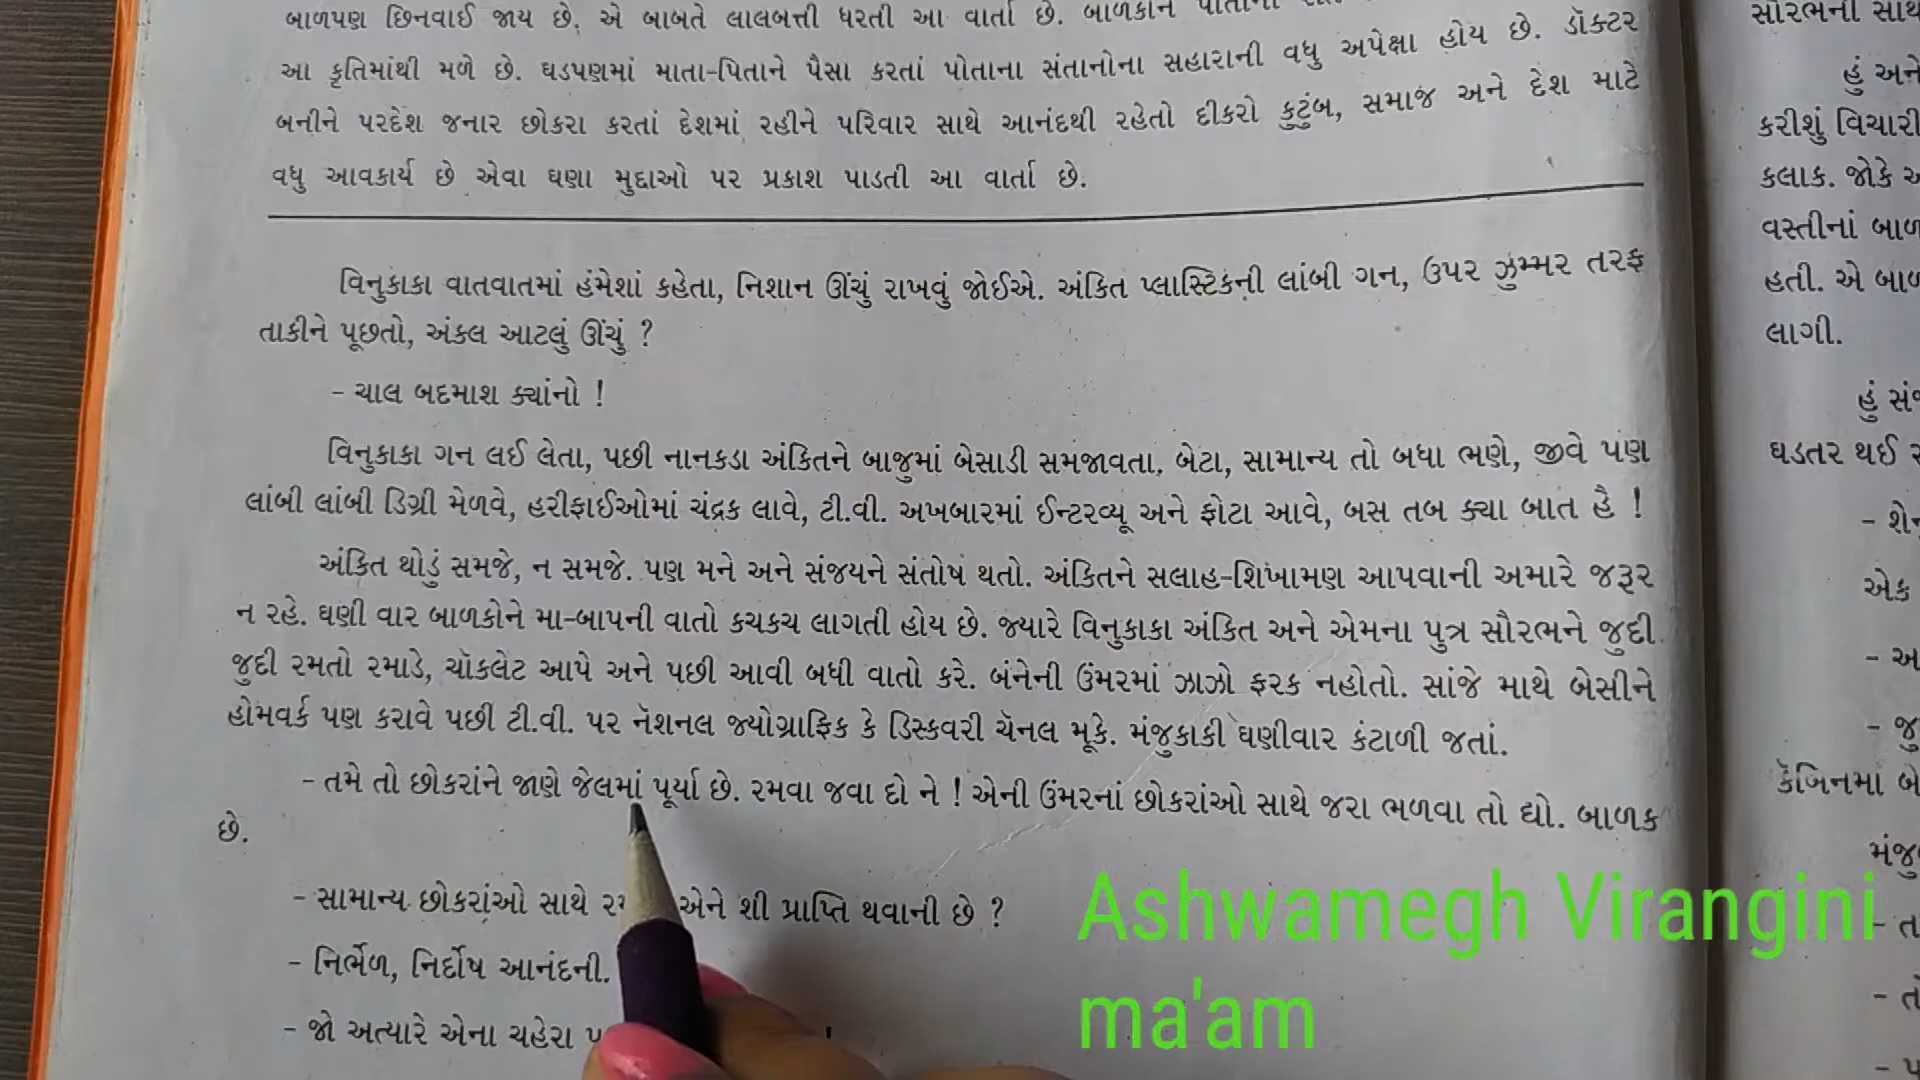 બાળપણ છિનવાઈ જાય છે, એ બાબતે લાલબત્તી ધરતી આ વાર્તા છે. બાળકોને
આ કૃતિમાંથી મળે છે. ઘડપણમાં માતા-પિતાને પૈસા કરતાં પોતાના સંતાનોના સહારાની વધુ અપેક્ષા હોય છે. ડૉક્ટર
બનીને પરદેશ જનાર છોકરા કરતાં દેશમાં રહીને પરિવાર સાથે આનંદથી રહેતો દીકરો કુટુંબ, સમાજ અને દેશ માટે
વધુ આવકાર્ય છે એવા ઘણા મુદ્દાઓ પર પ્રકાશ પાડતી આ વાર્તા છે.
વિનુકાકા વાતવાતમાં હંમેશાં કહેતા, નિશાન ઊંચું રાખવું જોઈએ. અંકિત પ્લાસ્ટિકની લાંબી ગન, ઉપર ઝુમ્મર તરફ
તાકીને પૂછતો, અંકલ આટલું ઊંચું ?
- ચાલ બદમાશ ક્યાંનો !
વિનુકાકા ગન લઈ લેતા, પછી નાનકડા અંકિતને બાજુમાં બેસાડી સમજાવતા, બેટા, સામાન્ય તો બધા ભણે, જીવે પણ
લાંબી લાંબી ડિગ્રી મેળવે, હરીફાઈઓમાં ચંદ્રક લાવે, ટી.વી. અખબારમાં ઈન્ટરવ્યૂ અને ફોટા આવે, બસ તબ ક્યા બાત હૈ !
અંકિત થોડું સમજે, ન સમજે. પણ મને અને સંજયને સંતોષ થતો. અંકિતને સલાહ-શિખામણ આપવાની અમારે જરૂર
ન રહે. ઘણી વાર બાળકોને મા-બાપની વાતો કચકચ લાગતી હોય છે. જ્યારે વિનુકાકા અંકિત અને એમના પુત્ર સૌરભને જુદી
જુદી રમતો રમાડે, ચૉકલેટ આપે અને પછી આવી બધી વાતો કરે. બંનેની ઉંમરમાં ઝાઝો ફરક નહોતો. સાંજે માથે બેસીને
હોમવર્ક પણ કરાવે પછી ટી.વી. પર નૅશનલ જ્યોગ્રાફિક કે ડિસ્કવરી ચૅનલ મૂકે. મંજુકાકી ઘણીવાર કંટાળી જતાં.
- તમે તો છોકરાંને જાણે જેલમાં પૂર્યા છે. રમવા જવા દો ને ! એની ઉંમરનાં છોકરાંઓ સાથે જરા ભળવા તો દ્યો. બાળક
છે.
- સામાન્ય છોકરાંઓ સાથે એને શી પ્રાપ્તિ થવાની છે ?
- નિર્ભેળ, નિર્દોષ આનંદની.
- જો અત્યારે એના ચહેરા
સૌરભની સાથ
હું અને
કરીશું વિચારી
કલાક. જોકે
વસ્તીનાં બાળ
હતી. એ બાળ
લાગી.
હું
ઘડતર થઈ
એક
કૅબિનમાં
Ashwamegh Virangini
ma'am